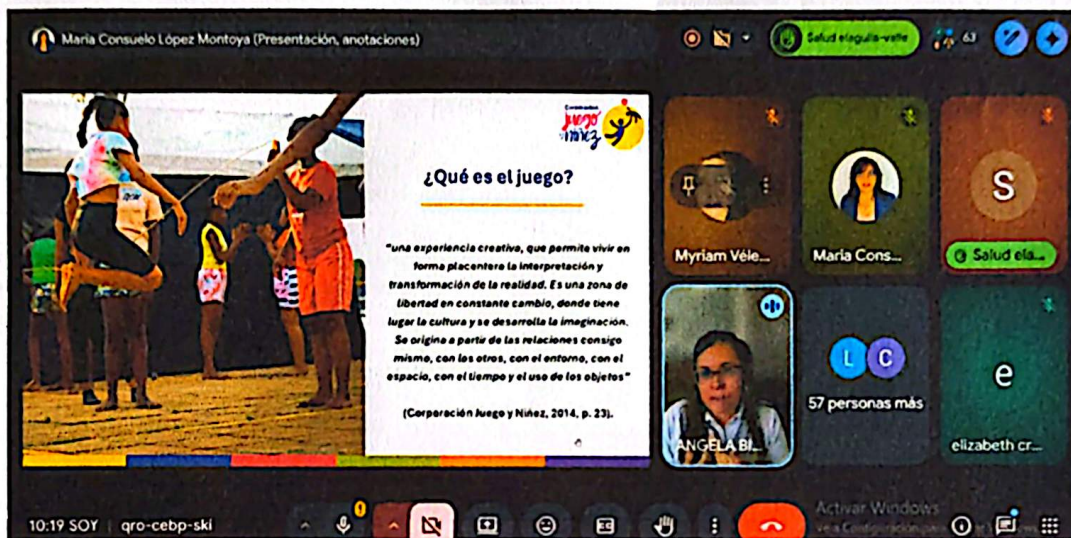 Maria Consuelo López Montoya (Presentación, anotaciones)
Salud elaguila-valle
63
Corporación
juego
y niñez
¿Qué es el juego?
"una experiencia creativa, que permite vivir en
forma placentera la interpretación y
transformación de la realidad. Es una zona de
libertad en constante cambio, donde tiene
lugar la cultura y se desarrolla la imaginación.
Se origina a partir de las relaciones consigo
mismo, con los otros, con el entorno, con el
espacio, con el tiempo y el uso de los objetos"
(Corporación Juego y Niñez, 2014, p. 23).
Myriam Véle...
Maria Cons...
S
Salud ela...
ANGELA BI...
L C
57 personas más
e
elizabeth cr...
10:19 SOY
qro-cebp-ski
Activar Windows